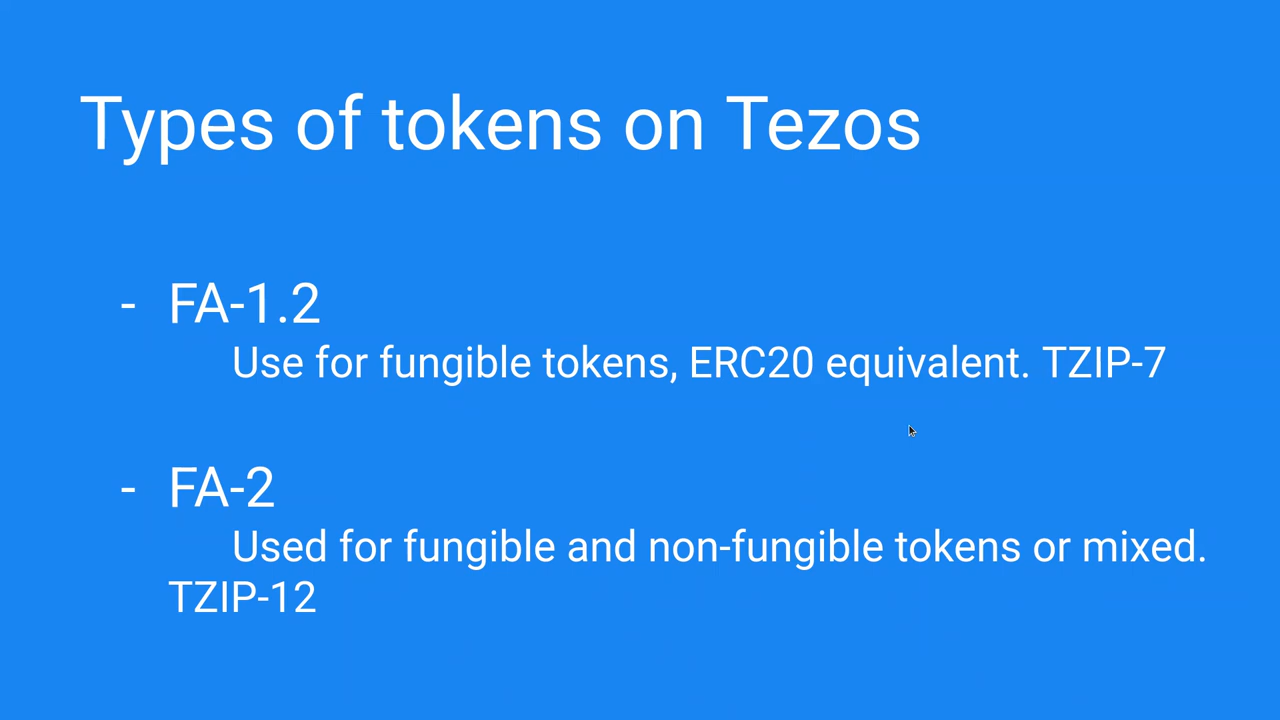 Types of tokens on Tezos
- FA-1.2
Use for fungible tokens, ERC20 equivalent. TZIP-7
- FA-2
Used for fungible and non-fungible tokens or mixed.
TZIP-12